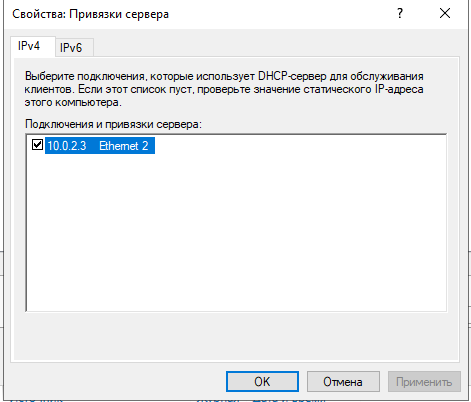 Свойства: Привязки сервера
IPv4 IPv6
Выберите подключения, которые использует DHCP-сервер для обслуживания
клиентов. Если этот список пуст, проверьте значение статического IP-адреса
этого компьютера.
Подключения и привязки сервера:
10.0.2.3 Ethernet 2
OK Отмена Применить